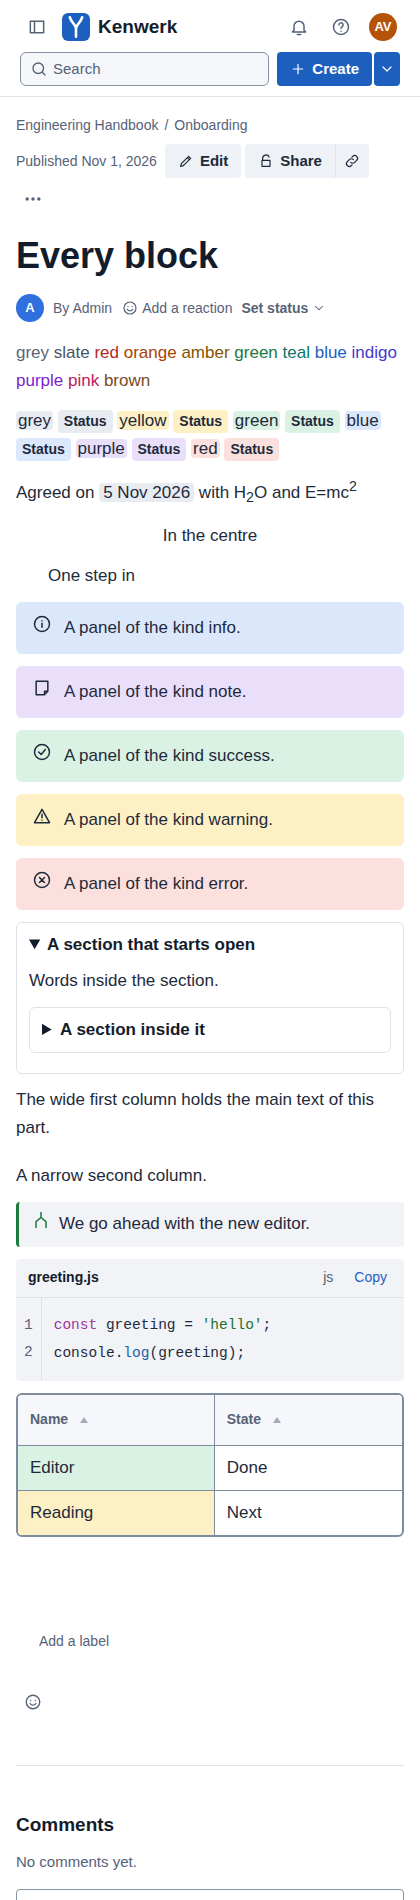 Kenwerk
AV
Search
Create
Engineering Handbook / Onboarding
Published Nov 1, 2026
Edit
Share
Every block
A
By Admin
Add a reaction
Set status
grey slate red orange amber green teal blue indigo
purple pink brown
grey Status yellow Status green Status blue
Status purple Status red Status
Agreed on 5 Nov 2026 with H2O and E=mc2
In the centre
One step in
A panel of the kind info.
A panel of the kind note.
A panel of the kind success.
A panel of the kind warning.
A panel of the kind error.
A section that starts open
Words inside the section.
A section inside it
The wide first column holds the main text of this
part.
A narrow second column.
We go ahead with the new editor.
greeting.js js Copy
1 const greeting = 'hello';
2 console.log(greeting);
Name State
Editor Done
Reading Next
Add a label
Comments
No comments yet.